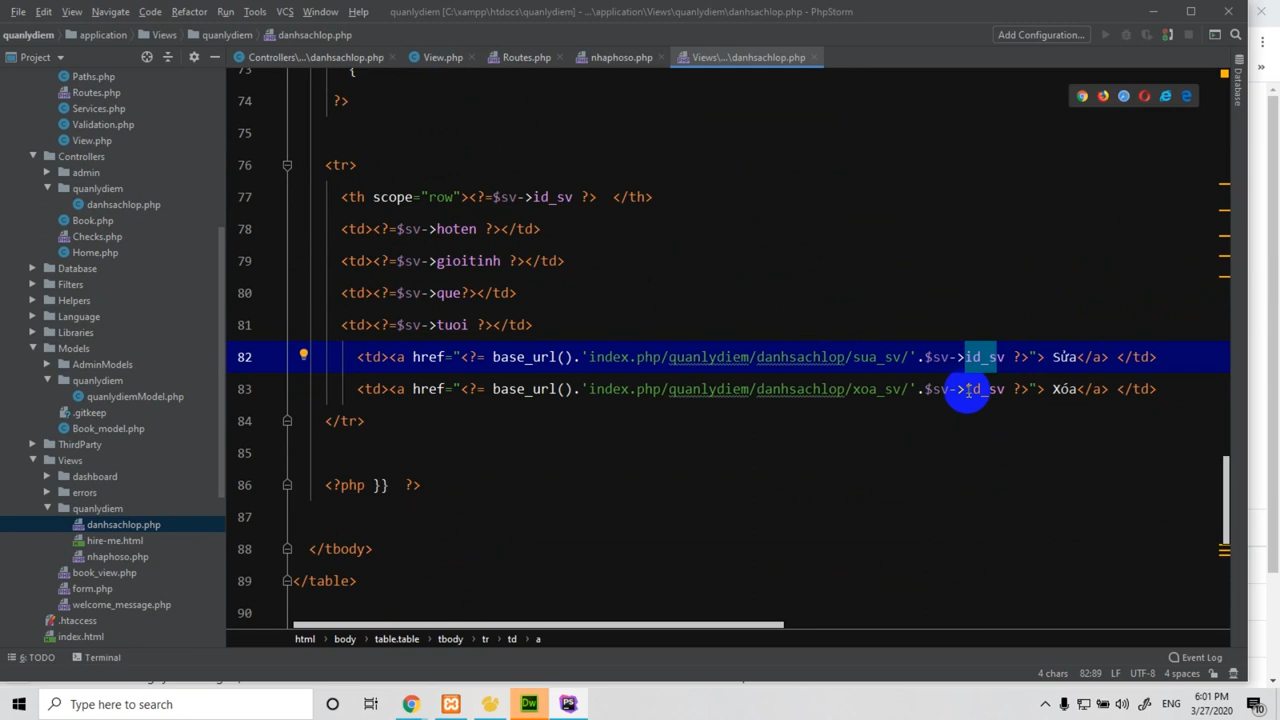 File Edit View Navigate Code Refactor Run Tools VCS Window Help quanlydiem [C:\xampp\htdocs\quanlydiem] - ...\application\Views\quanlydiem\danhsachlop.php - PhpStorm
quanlydiem application Views quanlydiem danhsachlop.php Add Configuration...
Project Controllers\...\danhsachlop.php View.php Routes.php nhaphoso.php Views\...\danhsachlop.php
Paths.php
Routes.php
Services.php
Validation.php
View.php
Controllers
admin
quanlydiem
danhsachlop.php
Book.php
Checks.php
Home.php
Database
Filters
Helpers
Language
Libraries
Models
AdminModels
quanlydiem
quanlydiemModel.php
.gitkeep
Book_model.php
ThirdParty
Views
dashboard
errors
quanlydiem
danhsachlop.php
hire-me.html
nhaphoso.php
book_view.php
form.php
welcome_message.php
.htaccess
index.html
73 {
74 ?>
75
76 <tr>
77 <th scope="row"><?=$sv->id_sv ?> </th>
78 <td><?=$sv->hoten ?></td>
79 <td><?=$sv->gioitinh ?></td>
80 <td><?=$sv->que?></td>
81 <td><?=$sv->tuoi ?></td>
82 <td><a href="<?= base_url().'index.php/quanlydiem/danhsachlop/sua_sv/'.$sv->id_sv ?>"> Sửa</a> </td>
83 <td><a href="<?= base_url().'index.php/quanlydiem/danhsachlop/xoa_sv/'.$sv->id_sv ?>"> Xóa</a> </td>
84 </tr>
85
86 <?php }} ?>
87
88 </tbody>
89 </table>
90
Database
html body table.table tbody tr td a
6: TODO Terminal Event Log
4 chars 82:89 LF UTF-8 4 spaces
Type here to search
ENG
6:01 PM
3/27/2020
10